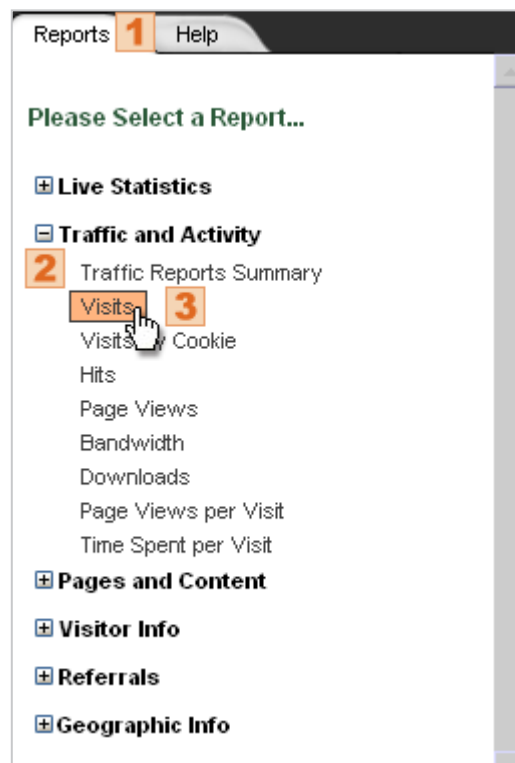 Reports 1 Help
Please Select a Report...
Live Statistics
Traffic and Activity
2 Traffic Reports Summary
Visits 3
Visits Cookie
Hits
Page Views
Bandwidth
Downloads
Page Views per Visit
Time Spent per Visit
Pages and Content
Visitor Info
Referrals
Geographic Info